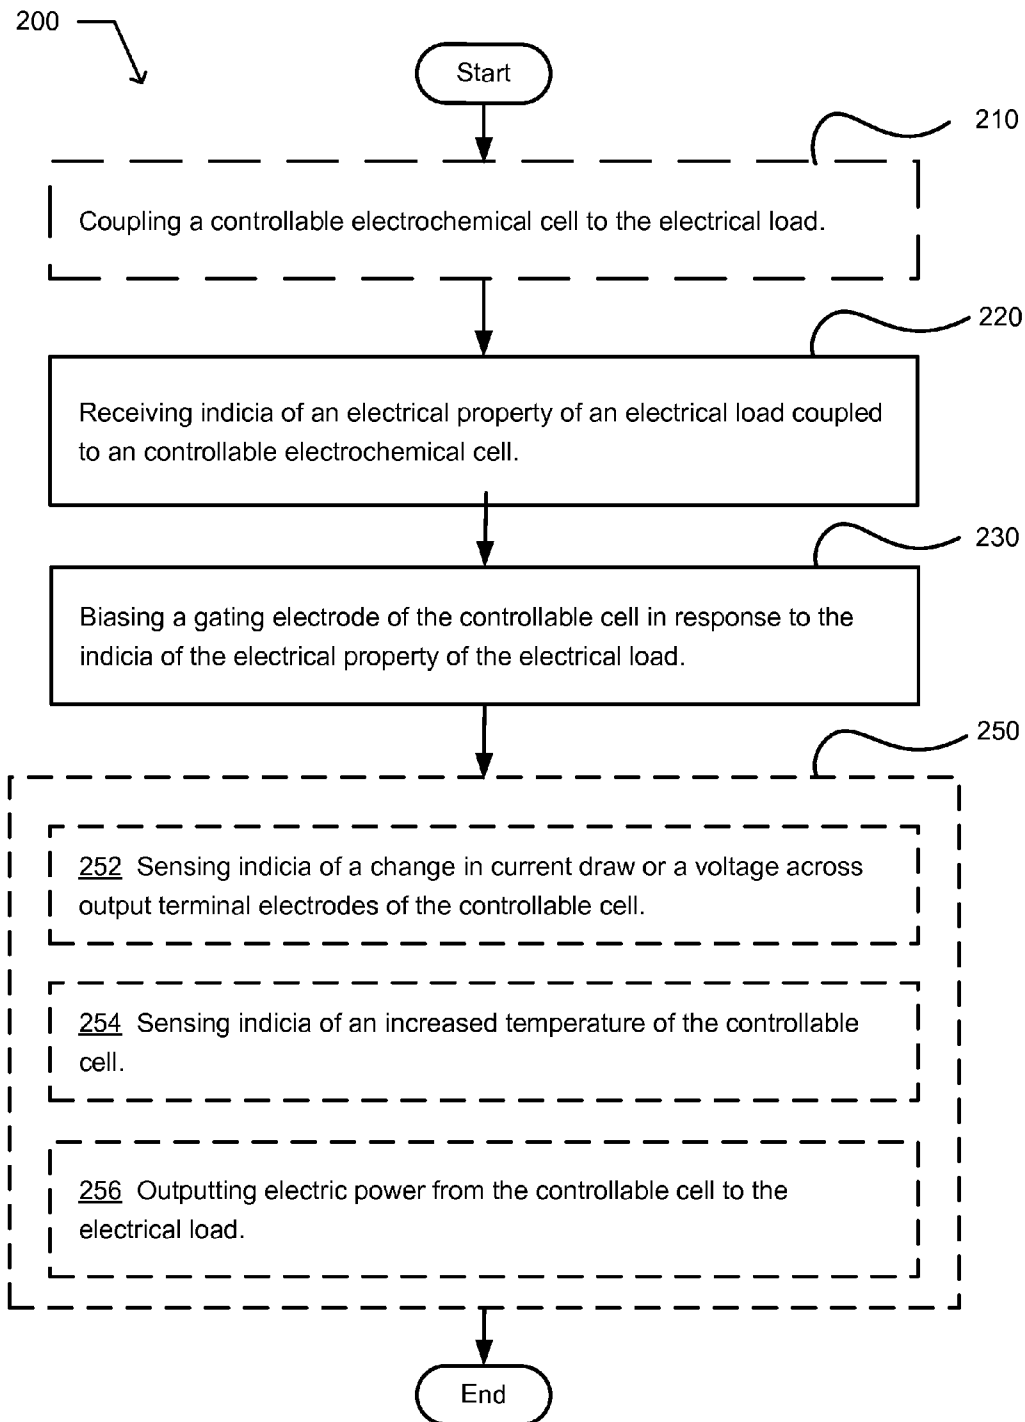 200
Start
210
Coupling a controllable electrochemical cell to the electrical load.
220
Receiving indicia of an electrical property of an electrical load coupled
to an controllable electrochemical cell.
230
Biasing a gating electrode of the controllable cell in response to the
indicia of the electrical property of the electrical load.
250
252 Sensing indicia of a change in current draw or a voltage across
output terminal electrodes of the controllable cell.
254 Sensing indicia of an increased temperature of the controllable
cell.
256 Outputting electric power from the controllable cell to the
electrical load.
End